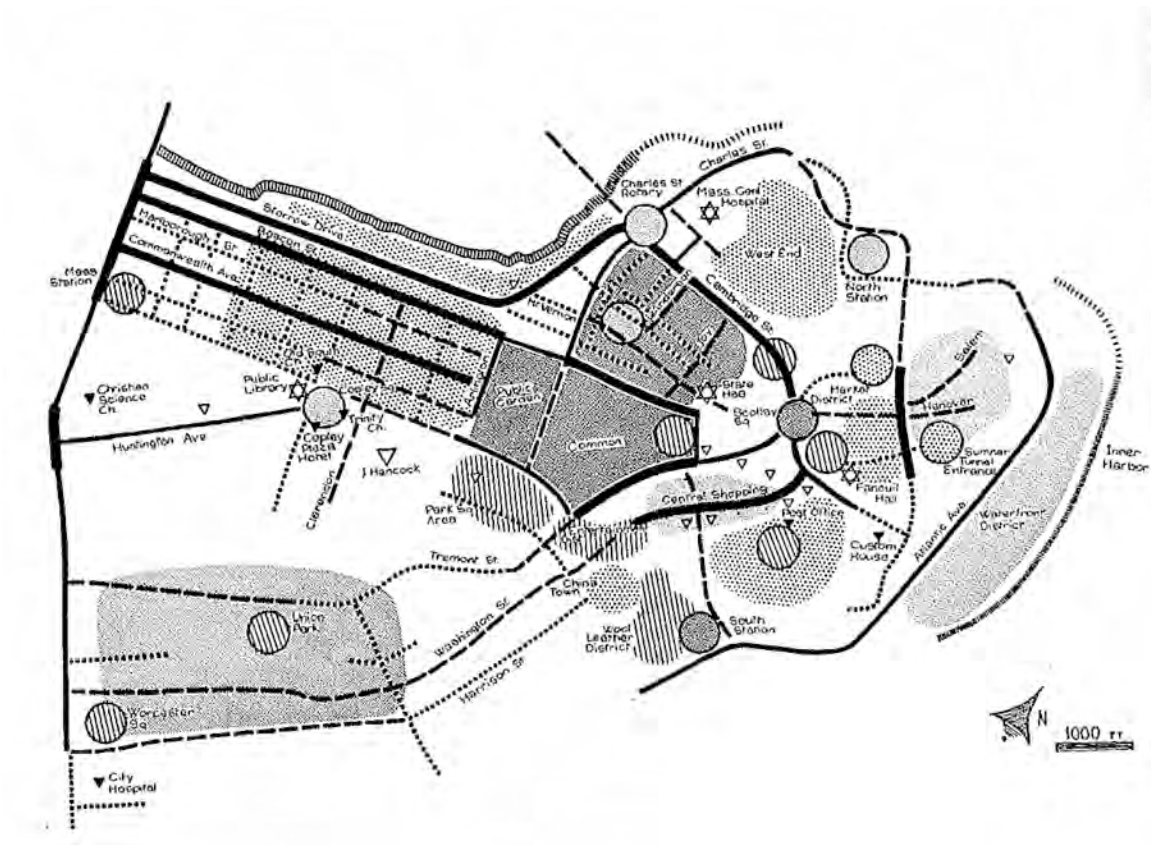 Charles St.
Charles St
Rotary
Mass. Genl
Hospital
Storrow Drive
Beacon St.
Marlborough St.
Commonwealth Ave.
Mass
Station
West End
North
Station
Vernon
Cambridge St.
Salem
Public
Library
Copley
Public
Garden
State
Hse
Market
District
Hanover
Christian
Science
Ch.
Trinity
Ch.
Scollay
Sq
Huntington Ave
Copley
Plaza
Hotel
J. Hancock
Common
Sumner
Tunnel
Entrance
Inner
Harbor
Fanuil
Hall
Clarendon
Park Sq
Area
Central Shopping
Post Office
Custom
House
Atlantic Ave.
Waterfront
District
Tremont St.
China
Town
Washington St.
Union
Park
Wool
Leather
District
South
Station
Harrison St
Worcester
Sq
N
1000 FT
City
Hospital